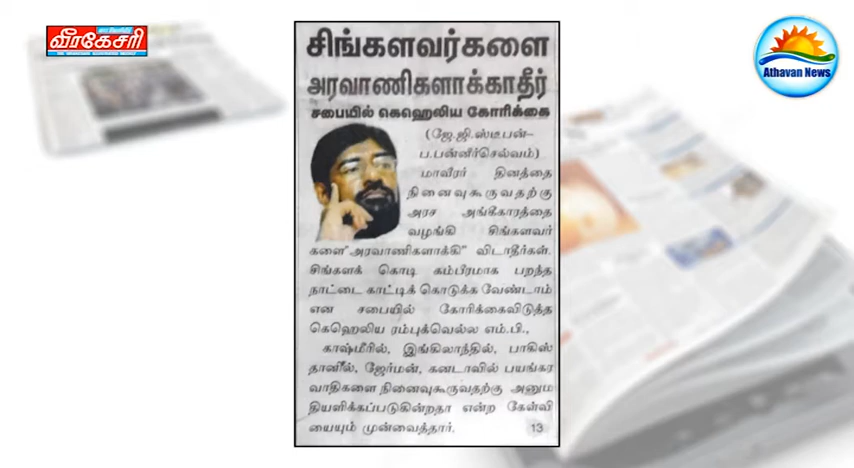 வீரகேசரி
Athavan News
சிங்களவர்களை
அரவாணிகளாக்காதீர்
சபையில் கெஹெலிய கோரிக்கை
(ஜே.ஜி.ஸ்டீபன்–
ப.பன்னீர்செல்வம்)
மாவீரர் தினத்தை
நினைவுகூருவதற்கு
அரச அங்கீகாரத்தை
வழங்கி சிங்களவர்
களை"அரவாணிகளாக்கி" விடாதீர்கள்.
சிங்களக் கொடி கம்பீரமாக பறந்த
நாட்டை காட்டிக் கொடுக்க வேண்டாம்
என சபையில் கோரிக்கைவிடுத்த
கெஹெலிய ரம்புக்வெல்ல எம்.பி.,
காஷ்மீரில், இங்கிலாந்தில், பாகிஸ்
தானில், ஜேர்மன், கனடாவில் பயங்கர
வாதிகளை நினைவுகூருவதற்கு அனும
தியளிக்கப்படுகின்றதா என்ற கேள்வி
யையும் முன்வைத்தார்.
13